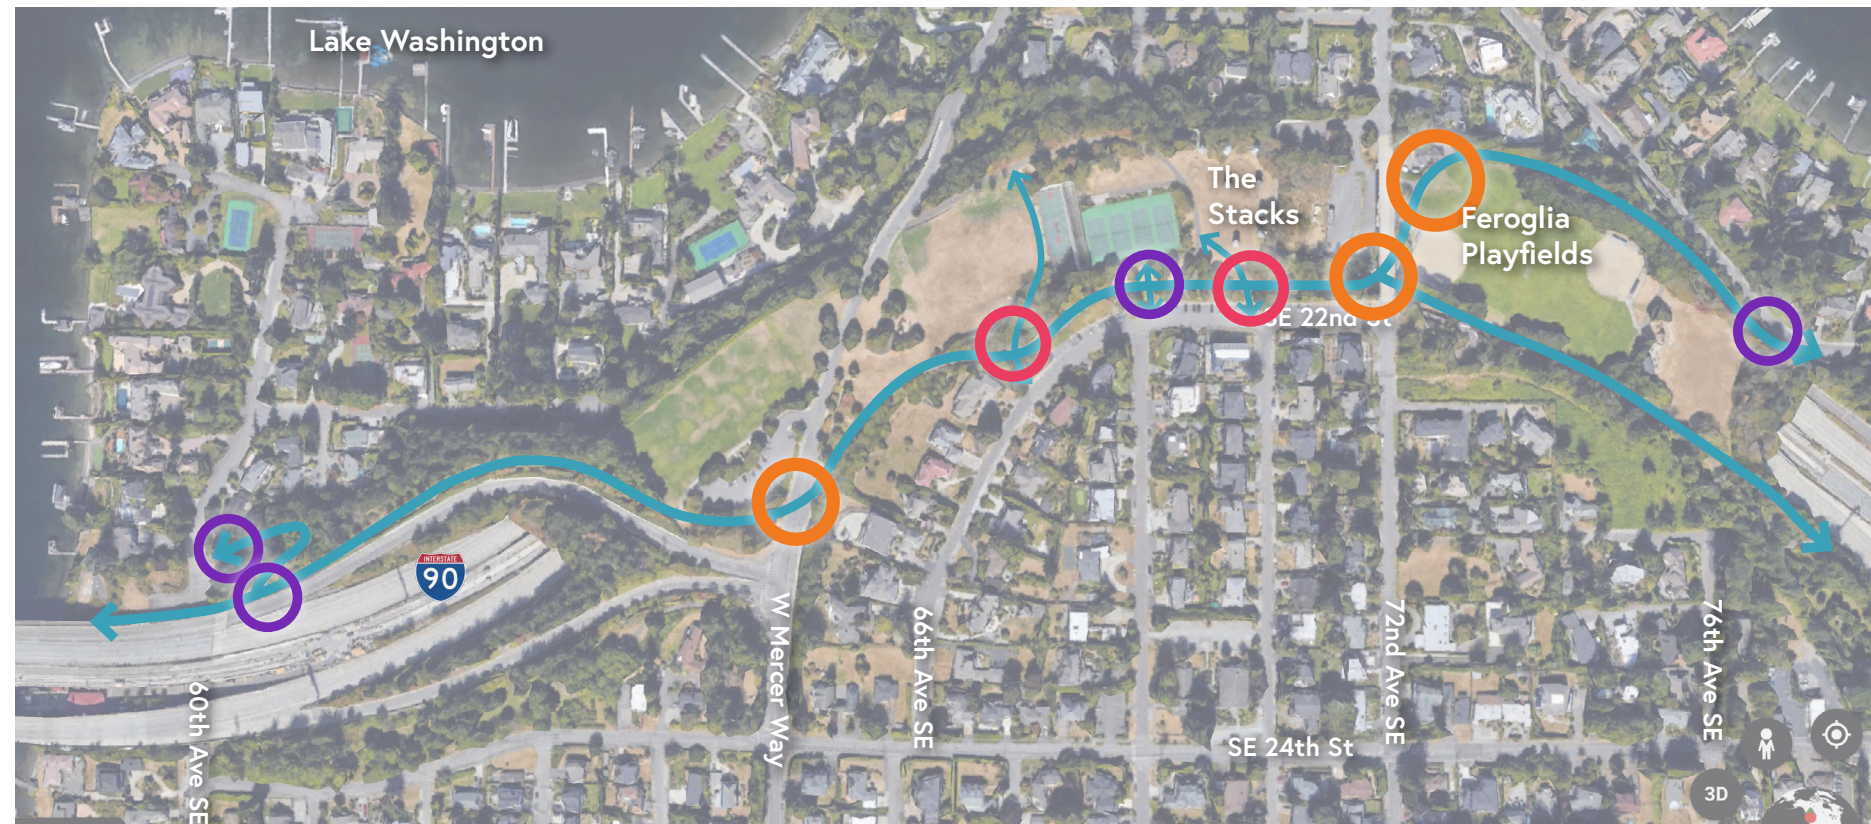 Lake Washington
The
Stacks
Feroglia
Playfields
SE 22nd St
INTERSTATE
90
W Mercer Way
66th Ave SE
72nd Ave SE
76th Ave SE
60th Ave SE
SE 24th St
3D